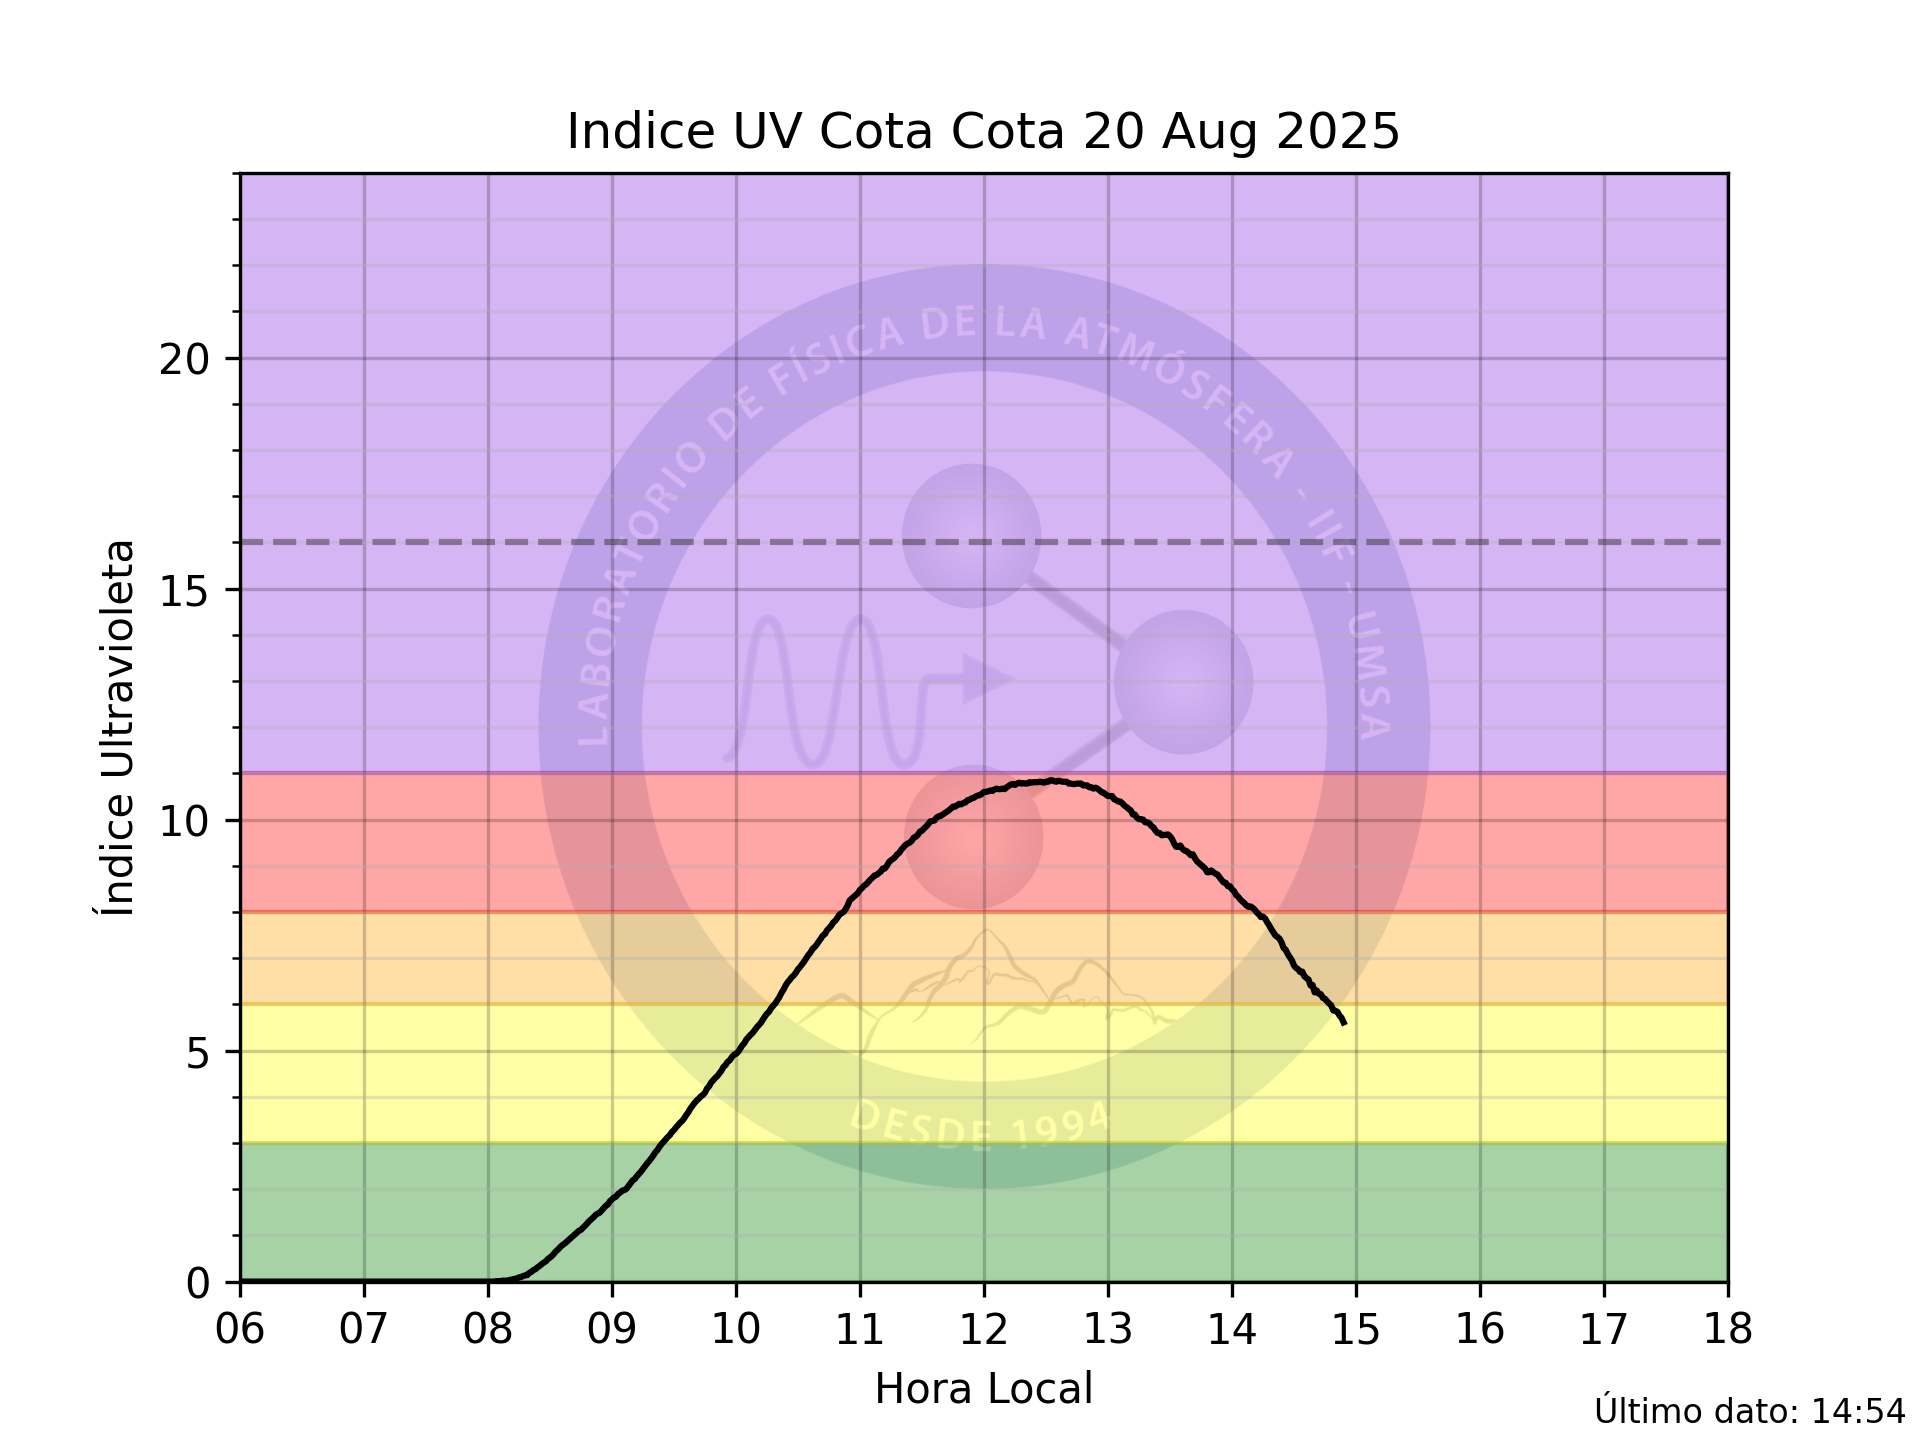 Indice UV Cota Cota 20 Aug 2025
Índice Ultravioleta
20
15
10
5
0
LABORATORIO DE FÍSICA DE LA ATMÓSFERA - IIF - UMSA
DESDE 1994
06 07 08 09 10 11 12 13 14 15 16 17 18
Hora Local
Último dato: 14:54